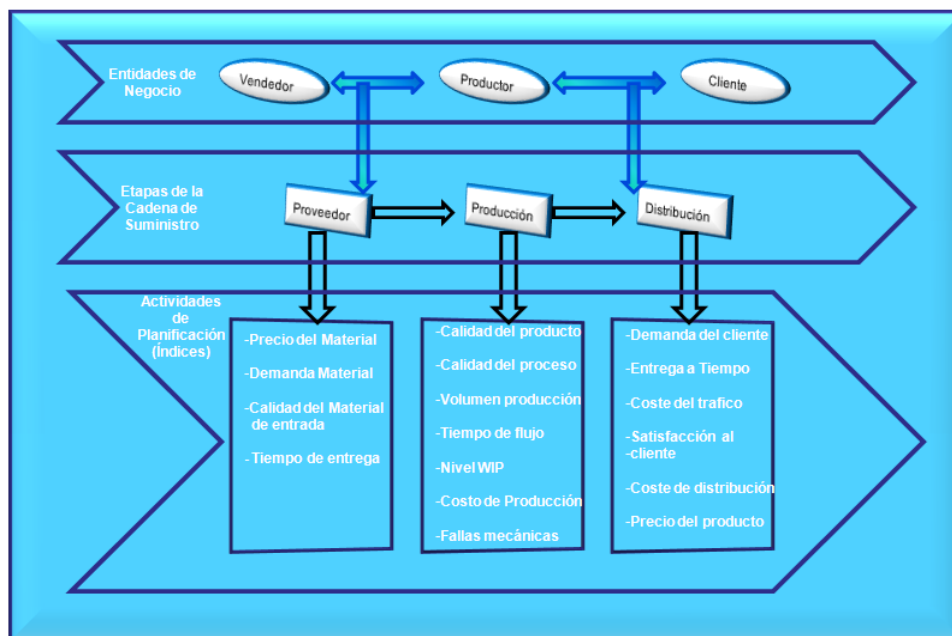 Entidades de
Negocio
Vendedor
Productor
Cliente
Etapas de la
Cadena de
Suministro
Proveedor
Producción
Distribución
Actividades
de
Planificación
(Índices)
-Precio del Material
-Demanda Material
-Calidad del Material
de entrada
- Tiempo de entrega
-Calidad del producto
-Calidad del proceso
-Volumen producción
-Tiempo de flujo
-Nivel WIP
-Costo de Producción
-Fallas mecánicas
-Demanda del cliente
-Entrega a Tiempo
-Coste del trafico
-Satisfacción al
-cliente
-Coste de distribución
-Precio del producto